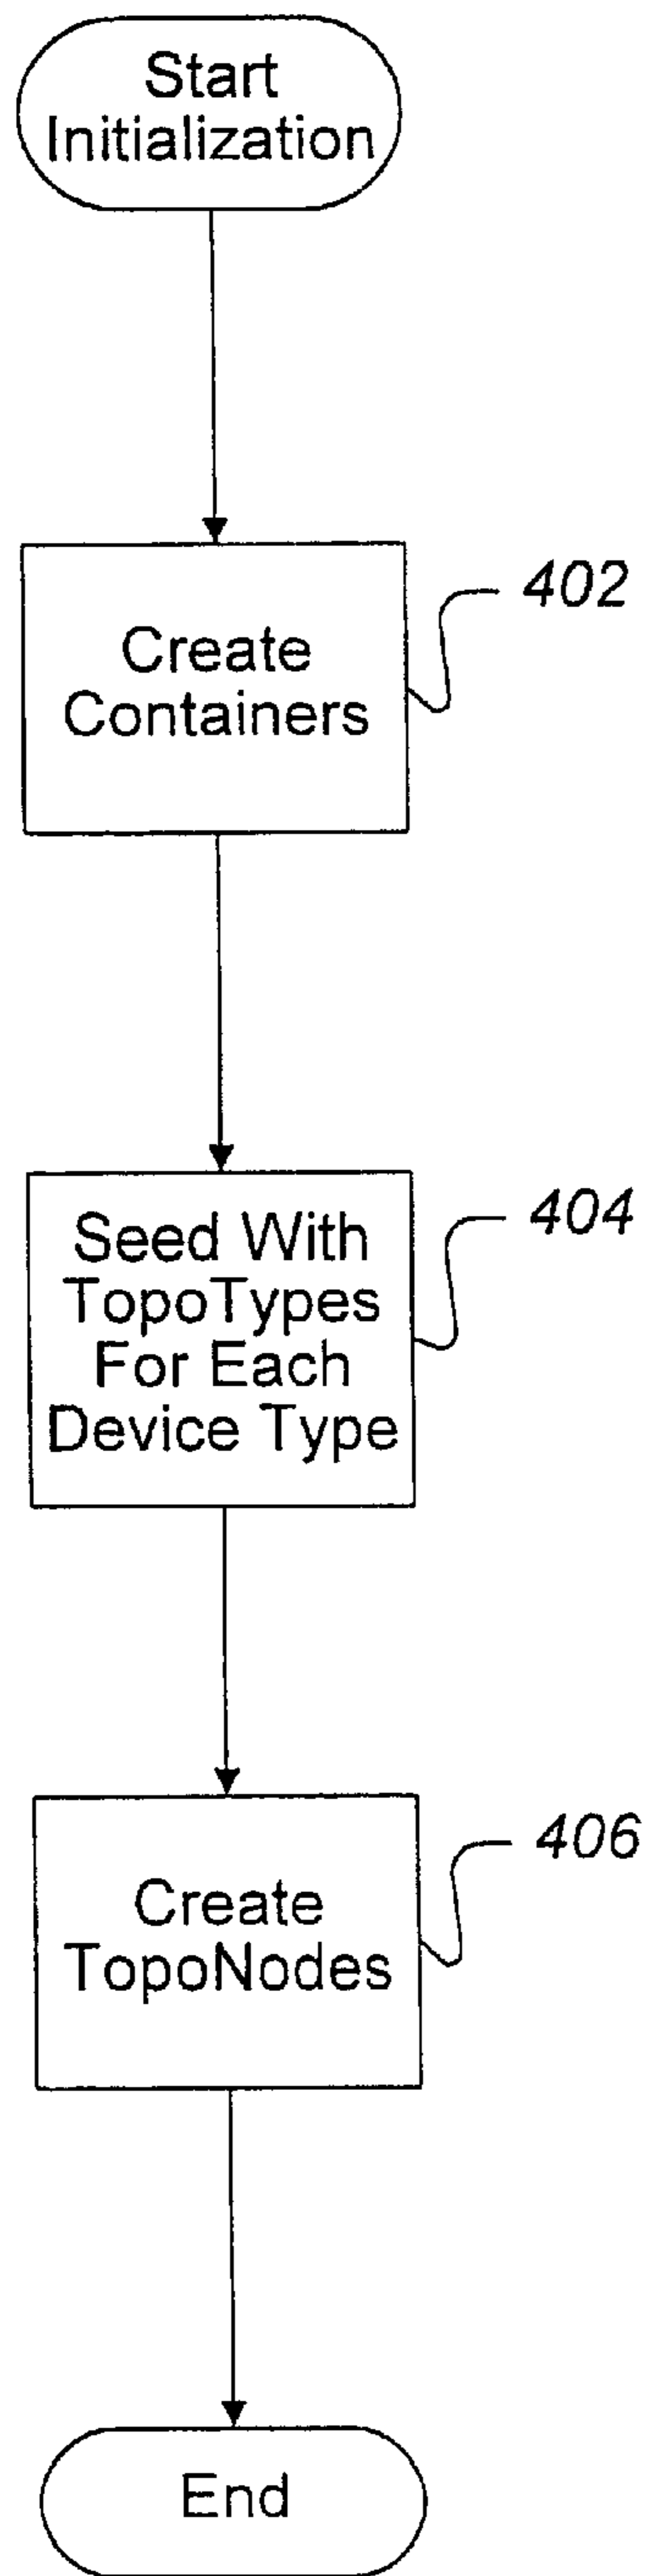 Start
Initialization
402
Create
Containers
404
Seed With
TopoTypes
For Each
Device Type
406
Create
TopoNodes
End